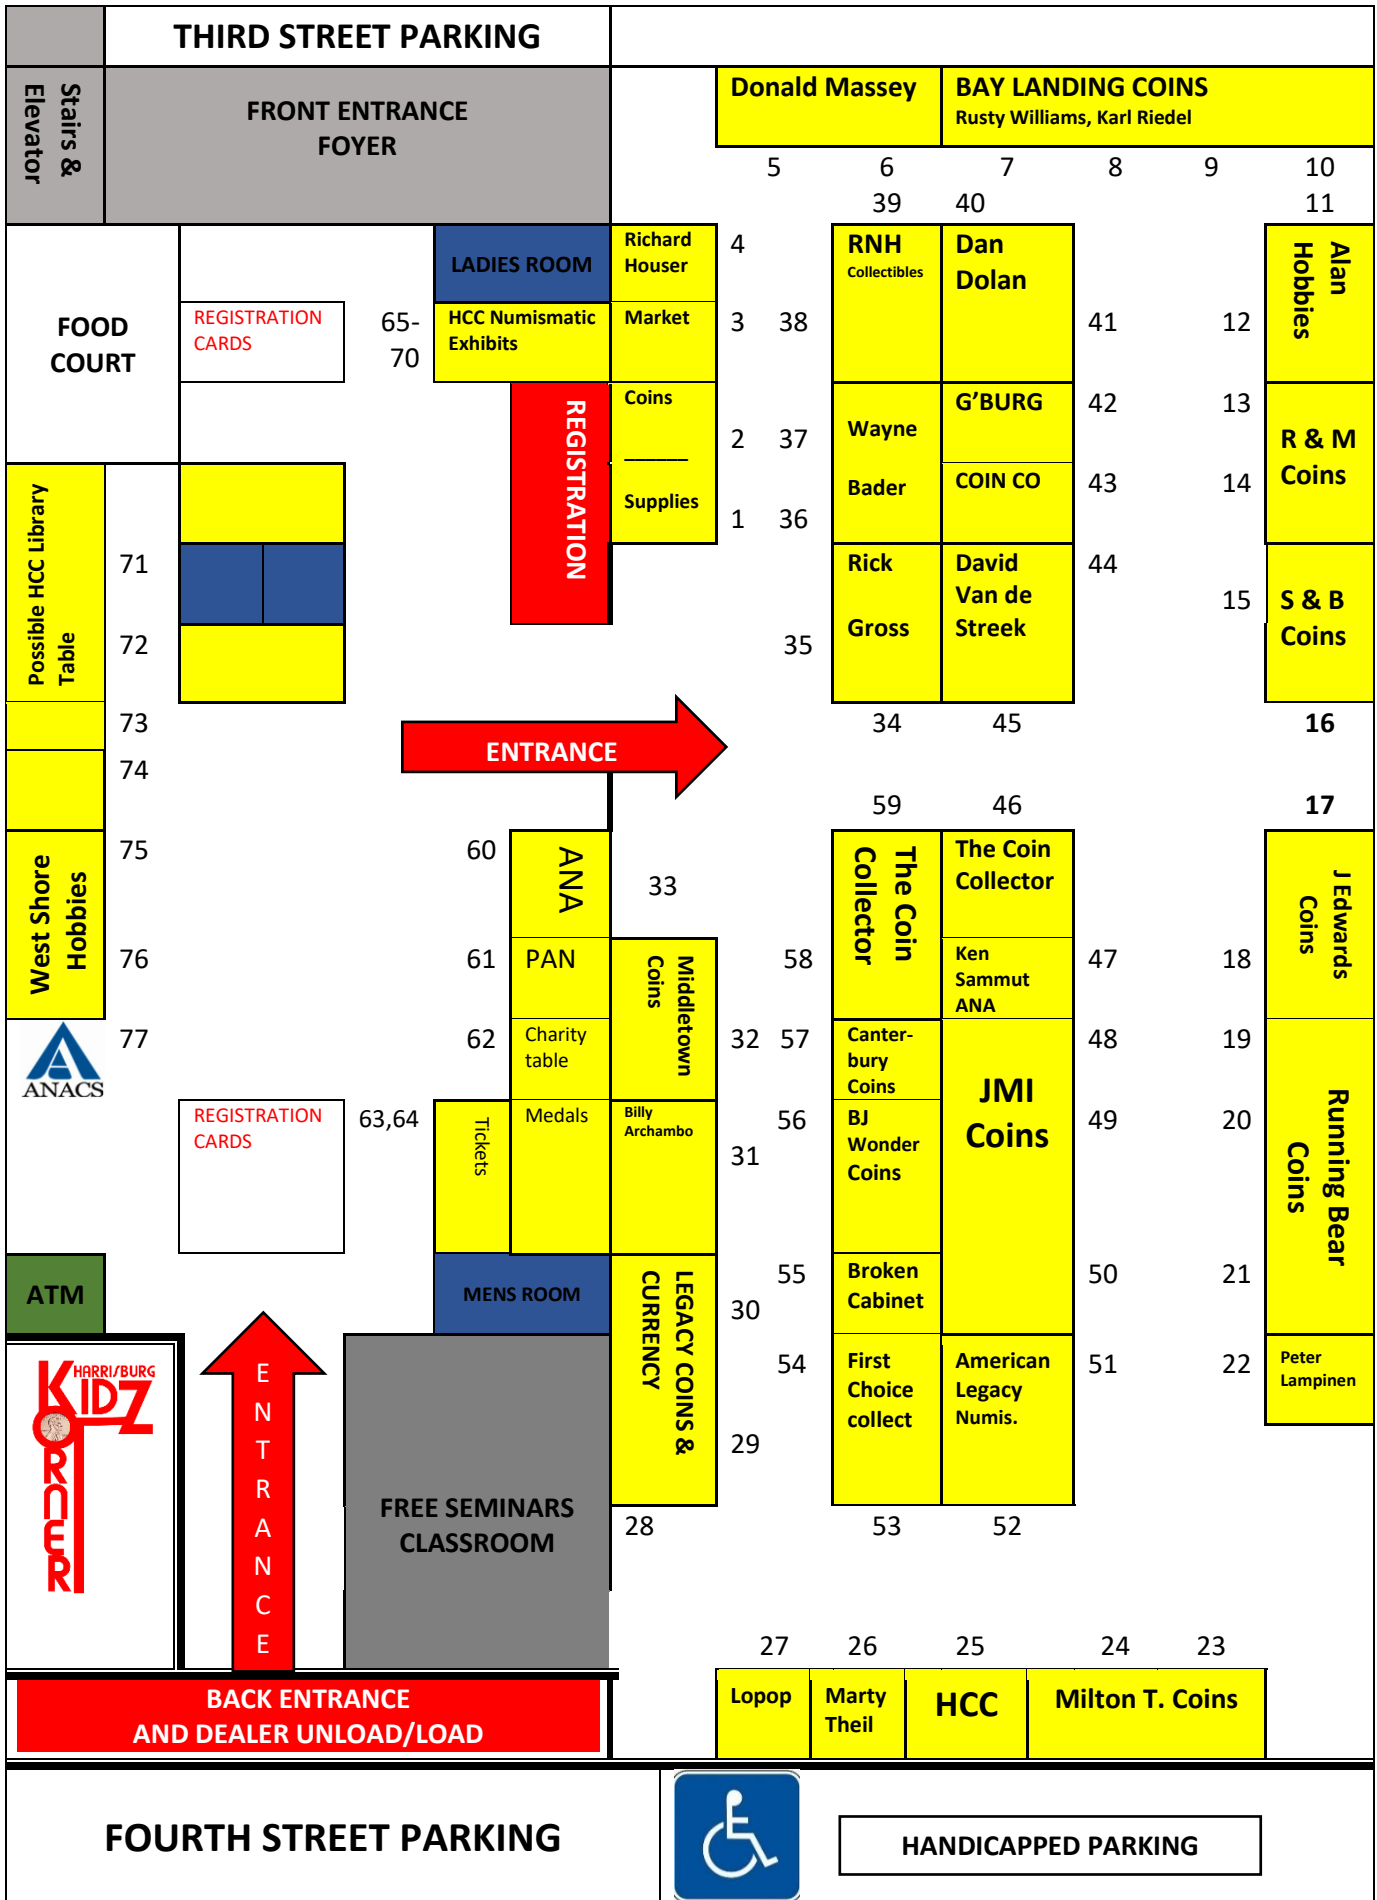 THIRD STREET PARKING
Stairs &
Elevator
FRONT ENTRANCE
FOYER
Donald Massey
BAY LANDING COINS
Rusty Williams, Karl Riedel
5 6 7 8 9 10
39 40 11
FOOD
COURT
REGISTRATION
CARDS
65-
70
LADIES ROOM
HCC Numismatic
Exhibits
REGISTRATION
Richard
Houser
Market
Coins
______
Supplies
4
3 38
2 37
1 36
35
RNH
Collectibles
Dan
Dolan
Wayne
Bader
G'BURG
COIN CO
Rick
Gross
David
Van de
Streek
41 12
42 13
43 14
44
15
Alan
Hobbies
R & M
Coins
S & B
Coins
Possible HCC Library
Table
71
72
73
74
ENTRANCE
34 45 16
59 46 17
West Shore
Hobbies
75
76
77
ANACS
60
61
62
63,64
ANA
PAN
Charity
table
Medals
Tickets
REGISTRATION
CARDS
33
Middletown
Coins
Billy
Archambo
58
32 57
56
31
55
30
54
29
The Coin
Collector
The Coin
Collector
Ken
Sammut
ANA
Canter-
bury
Coins
BJ
Wonder
Coins
JMI
Coins
Broken
Cabinet
First
Choice
collect
American
Legacy
Numis.
47 18
48 19
49 20
50 21
51 22
J Edwards
Coins
Running Bear
Coins
Peter
Lampinen
ATM
MENS ROOM
LEGACY COINS &
CURRENCY
HARRISBURG
KIDZ
KORNER
ENTRANCE
FREE SEMINARS
CLASSROOM
28 53 52
27 26 25 24 23
Lopop
Marty
Theil
HCC
Milton T. Coins
BACK ENTRANCE
AND DEALER UNLOAD/LOAD
FOURTH STREET PARKING
HANDICAPPED PARKING